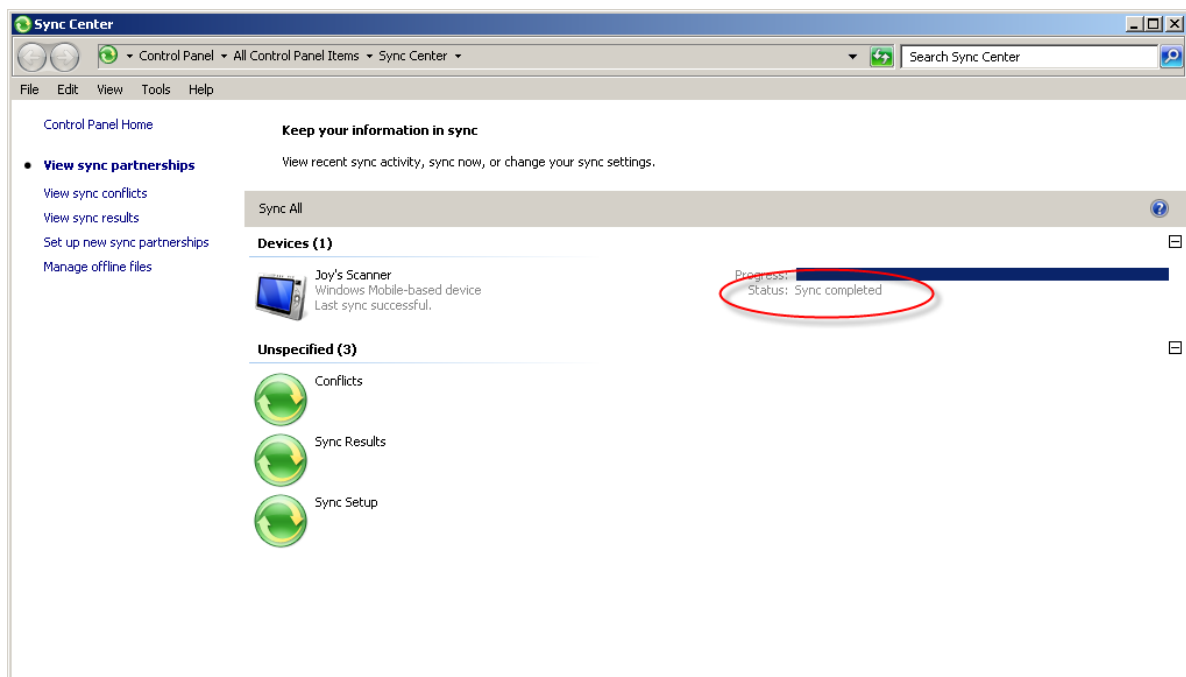 Sync Center
Control Panel All Control Panel Items Sync Center
Search Sync Center
File Edit View Tools Help
Control Panel Home
View sync partnerships
View sync conflicts
View sync results
Set up new sync partnerships
Manage offline files
Keep your information in sync
View recent sync activity, sync now, or change your sync settings.
Sync All
Devices (1)
Joy's Scanner
Windows Mobile-based device
Last sync successful.
Progress:
Status: Sync completed
Unspecified (3)
Conflicts
Sync Results
Sync Setup